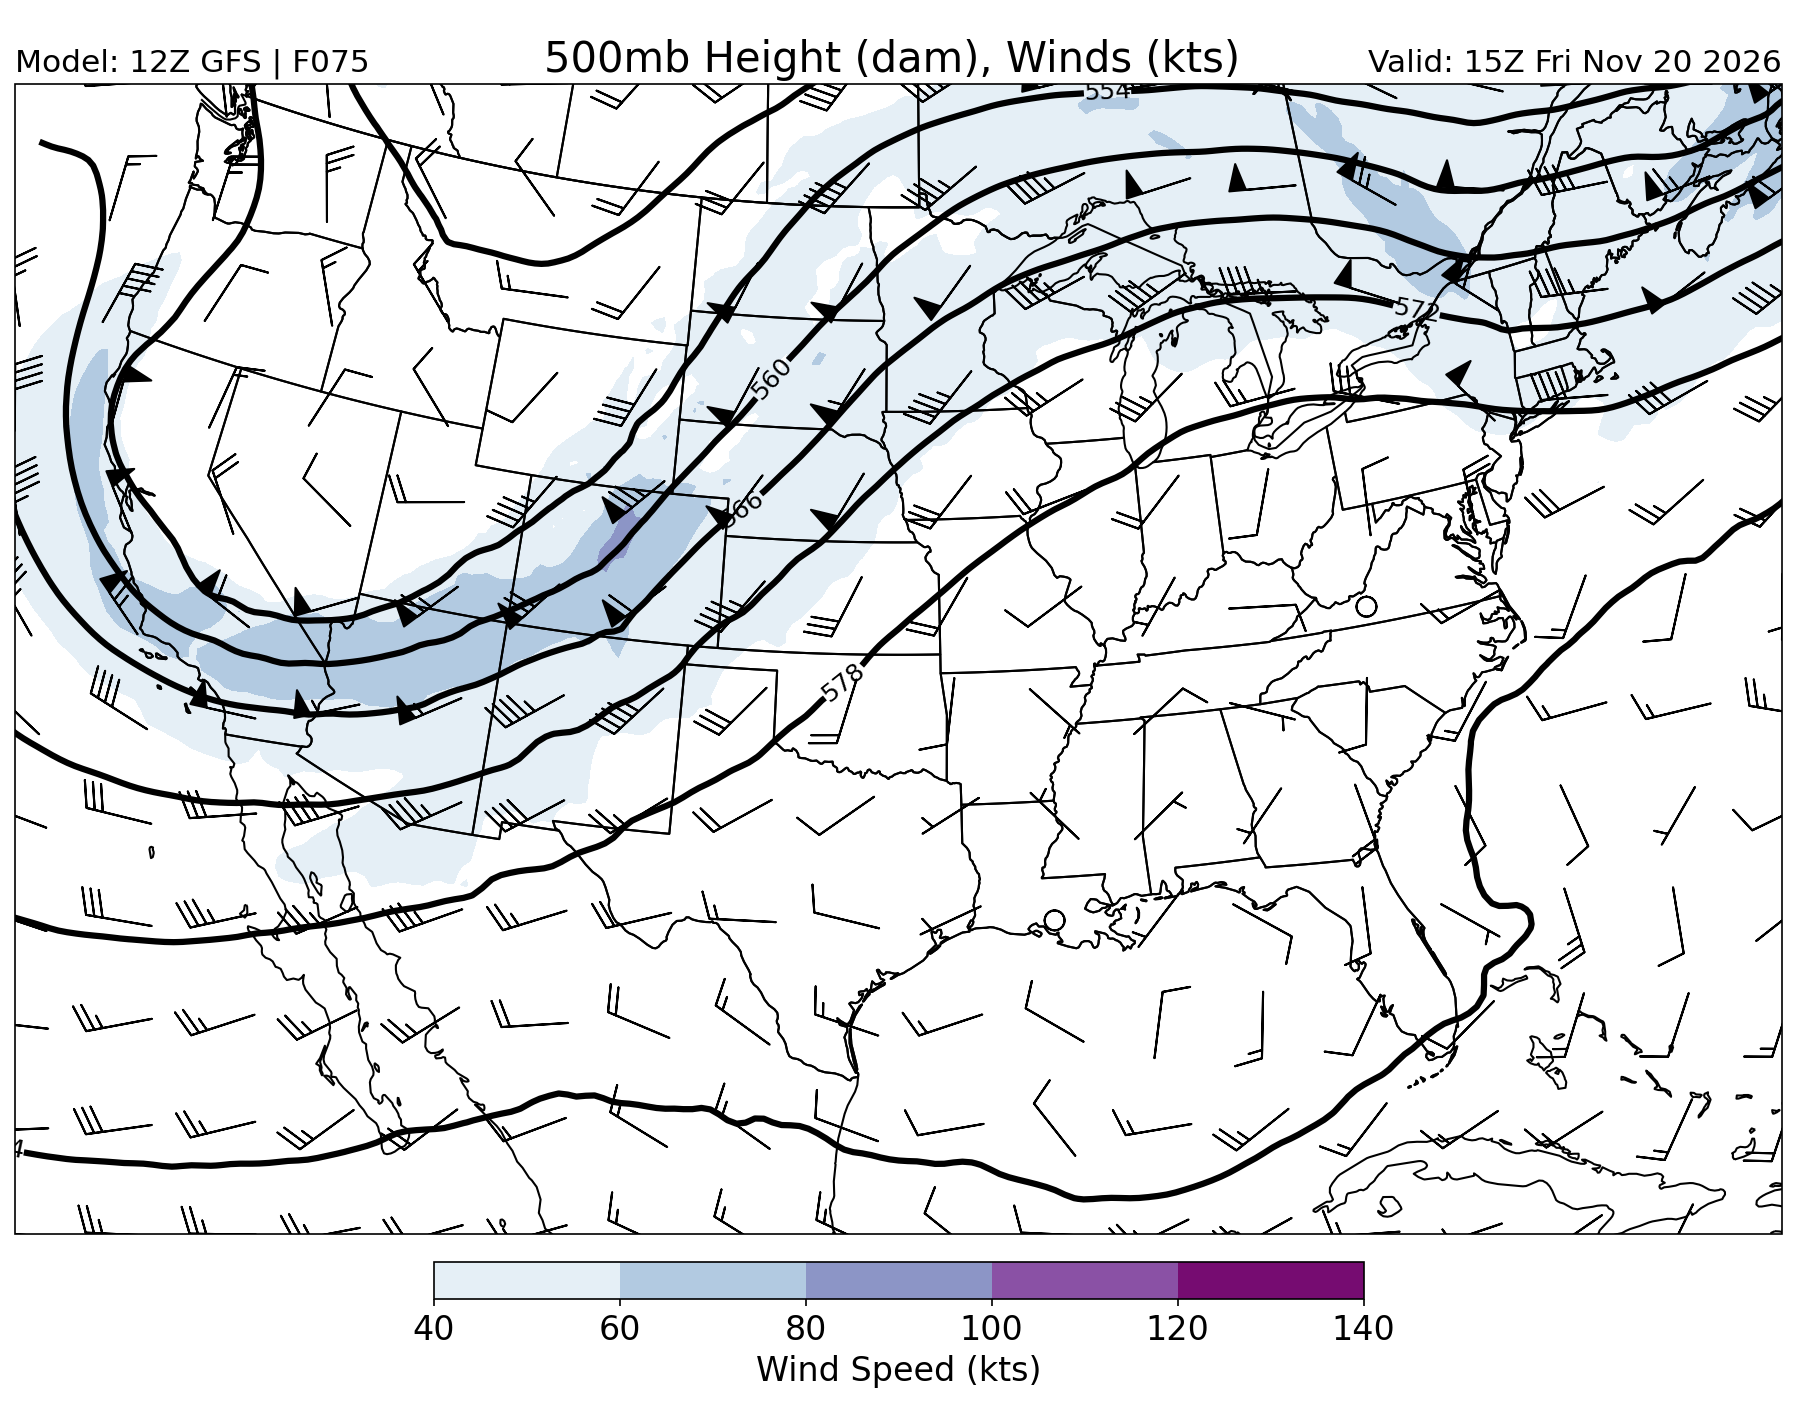 Model: 12Z GFS | F075
500mb Height (dam), Winds (kts)
Valid: 15Z Fri Nov 20 2026
554
572
560
566
578
40 60 80 100 120 140
Wind Speed (kts)